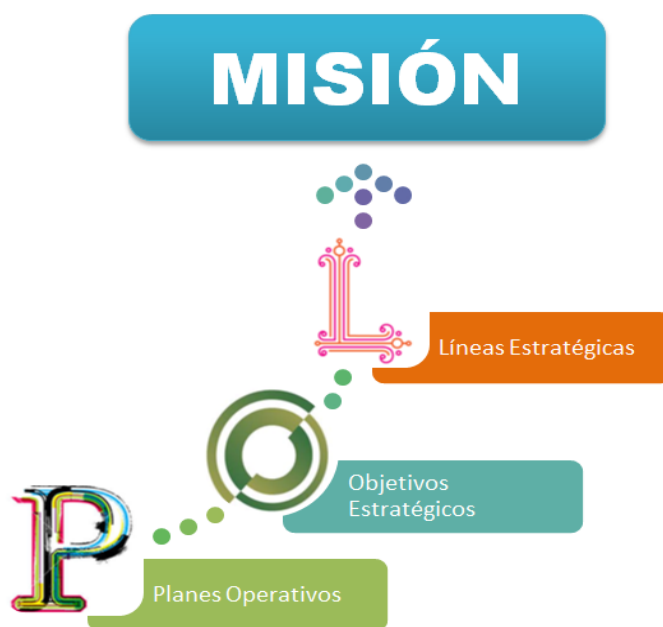 MISIÓN
L
Líneas Estratégicas
O
Objetivos
Estratégicos
P
Planes Operativos